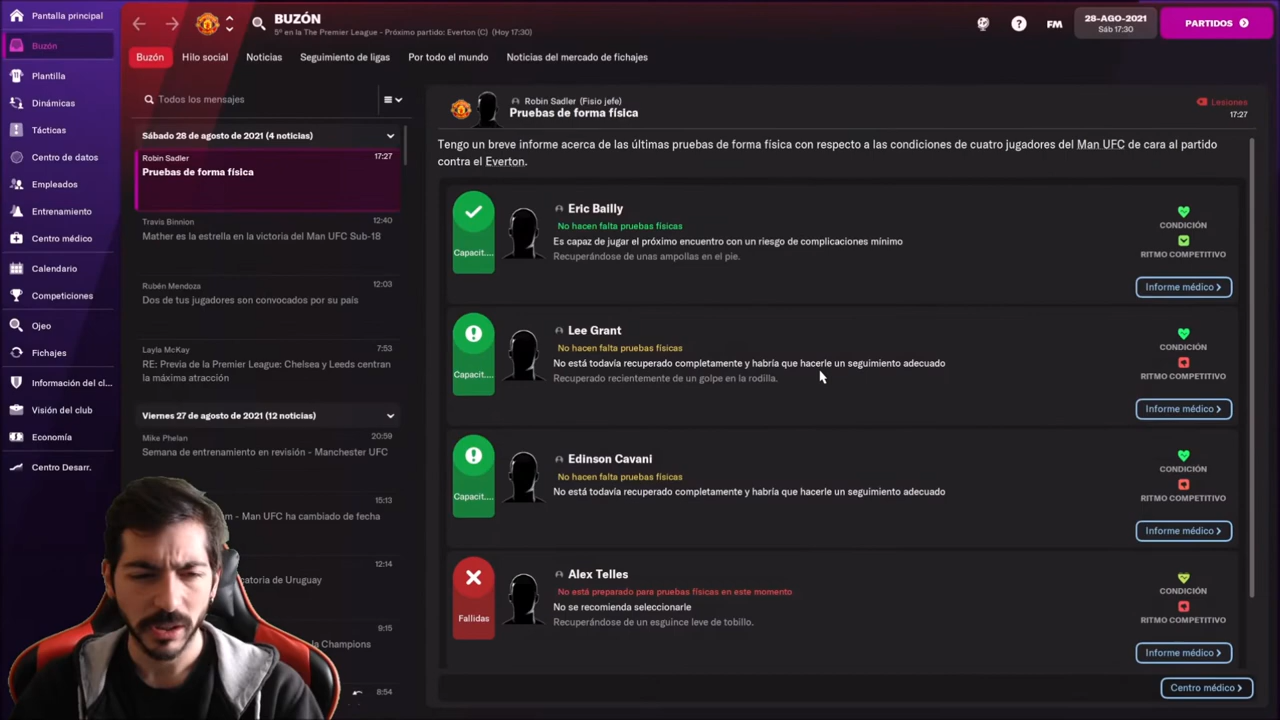 Pantalla principal
Buzón
Plantilla
Dinámicas
Tácticas
Centro de datos
Empleados
Entrenamiento
Centro médico
Calendario
Competiciones
Ojeo
Fichajes
Información del cl...
Visión del club
Economía
Centro Desarr.
BUZÓN
5º en la The Premier League - Próximo partido: Everton (C) (Hoy 17:30)
FM
28-AGO-2021
Sáb 17:30
PARTIDOS
Buzón
Hilo social
Noticias
Seguimiento de ligas
Por todo el mundo
Noticias del mercado de fichajes
Todos los mensajes
Sábado 28 de agosto de 2021 (4 noticias)
Robin Sadler
17:27
Pruebas de forma física
Travis Binnion
12:40
Mather es la estrella en la victoria del Man UFC Sub-18
Rubén Mendoza
12:03
Dos de tus jugadores son convocados por su país
Layla McKay
7:53
RE: Previa de la Premier League: Chelsea y Leeds centran
la máxima atracción
Viernes 27 de agosto de 2021 (12 noticias)
Mike Phelan
20:59
Semana de entrenamiento en revisión - Manchester UFC
15:13
- Man UFC ha cambiado de fecha
12:14
de Uruguay
9:15
Champions
8:54
Robin Sadler (Fisio jefe)
Pruebas de forma física
Lesiones
17:27
Tengo un breve informe acerca de las últimas pruebas de forma física con respecto a las condiciones de cuatro jugadores del Man UFC de cara al partido
contra el Everton.
Capacit....
Eric Bailly
No hacen falta pruebas físicas
Es capaz de jugar el próximo encuentro con un riesgo de complicaciones mínimo
Recuperándose de unas ampollas en el pie.
CONDICIÓN
RITMO COMPETITIVO
Informe médico
Capacit....
Lee Grant
No hacen falta pruebas físicas
No está todavía recuperado completamente y habría que hacerle un seguimiento adecuado
Recuperado recientemente de un golpe en la rodilla.
CONDICIÓN
RITMO COMPETITIVO
Informe médico
Capacit....
Edinson Cavani
No hacen falta pruebas físicas
No está todavía recuperado completamente y habría que hacerle un seguimiento adecuado
CONDICIÓN
RITMO COMPETITIVO
Informe médico
Fallidas
Alex Telles
No está preparado para pruebas físicas en este momento
No se recomienda seleccionarle
Recuperándose de un esguince leve de tobillo.
CONDICIÓN
RITMO COMPETITIVO
Informe médico
Centro médico